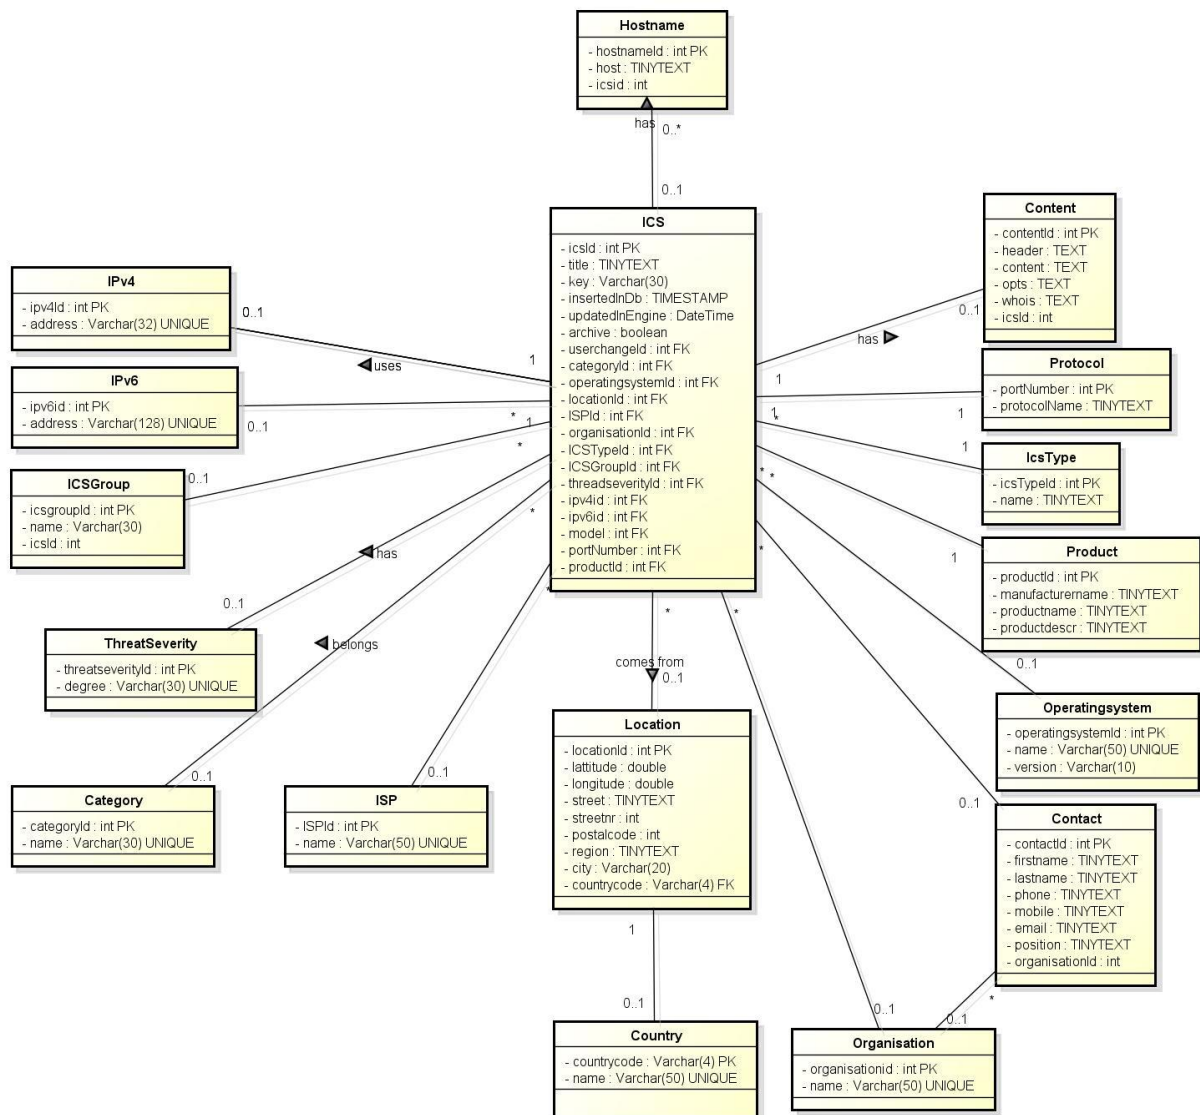 Hostname
- hostnameId : int PK
- host : TINYTEXT
- icsid : int
has
0..*
0..1
ICS
- icsId : int PK
- title : TINYTEXT
- key : Varchar(30)
- insertedInDb : TIMESTAMP
- updatedInEngine : DateTime
- archive : boolean
- userchangeId : int FK
- categoryId : int FK
- operatingsystemId : int FK
- locationId : int FK
- ISPId : int FK
- organisationId : int FK
- ICSTypeId : int FK
- ICSGroupId : int FK
- threadseverityId : int FK
- ipv4id : int FK
- ipv6id : int FK
- model : int FK
- portNumber : int FK
- productId : int FK
IPv4
- ipv4Id : int PK
- address : Varchar(32) UNIQUE
0..1
1
uses
IPv6
- ipv6id : int PK
- address : Varchar(128) UNIQUE
0..1
*
1
*
ICSGroup
- icsgroupId : int PK
- name : Varchar(30)
- icsId : int
0..1
has
*
0..1
ThreatSeverity
- threatseverityId : int PK
- degree : Varchar(30) UNIQUE
belongs
*
0..1
Category
- categoryId : int PK
- name : Varchar(30) UNIQUE
0..1
ISP
- ISPId : int PK
- name : Varchar(50) UNIQUE
*
comes from
0..1
Location
- locationId : int PK
- lattitude : double
- longitude : double
- street : TINYTEXT
- streetnr : int
- postalcode : int
- region : TINYTEXT
- city : Varchar(20)
- countrycode : Varchar(4) FK
1
0..1
Country
- countrycode : Varchar(4) PK
- name : Varchar(50) UNIQUE
Content
- contentId : int PK
- header : TEXT
- content : TEXT
- opts : TEXT
- whois : TEXT
- icsId : int
0..1
has
1
Protocol
- portNumber : int PK
- protocolName : TINYTEXT
1
1
*
IcsType
- icsTypeId : int PK
- name : TINYTEXT
1
*
*
Product
- productId : int PK
- manufacturername : TINYTEXT
- productname : TINYTEXT
- productdescr : TINYTEXT
1
*
0..1
Operatingsystem
- operatingsystemId : int PK
- name : Varchar(50) UNIQUE
- version : Varchar(10)
0..1
Contact
- contactId : int PK
- firstname : TINYTEXT
- lastname : TINYTEXT
- phone : TINYTEXT
- mobile : TINYTEXT
- email : TINYTEXT
- position : TINYTEXT
- organisationId : int
*
*
0..1
0..1
Organisation
- organisationid : int PK
- name : Varchar(50) UNIQUE